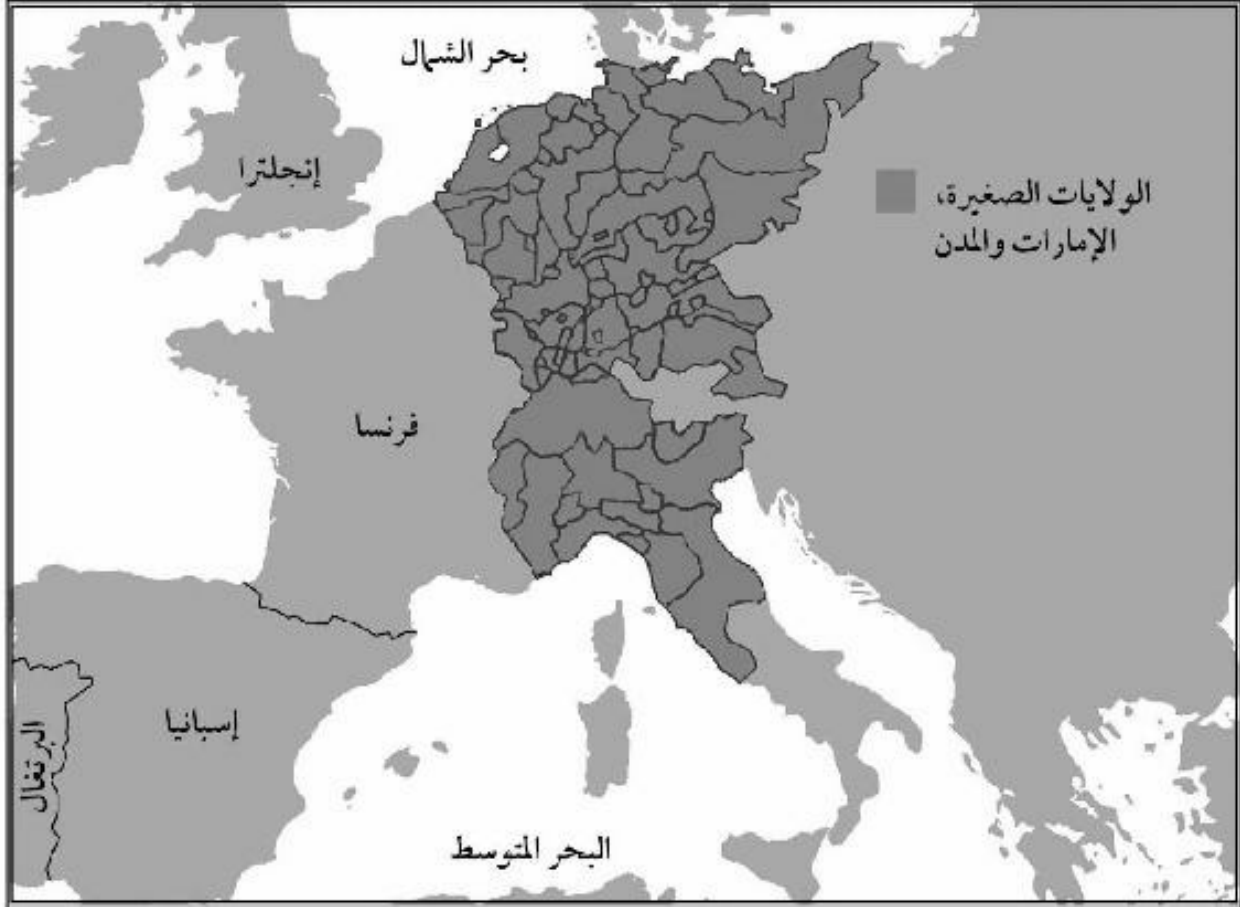 بحر الشمال
إنجلترا
الولايات الصغيرة،
الإمارات والمدن
فرنسا
إسبانيا
البرتغال
البحر المتوسط